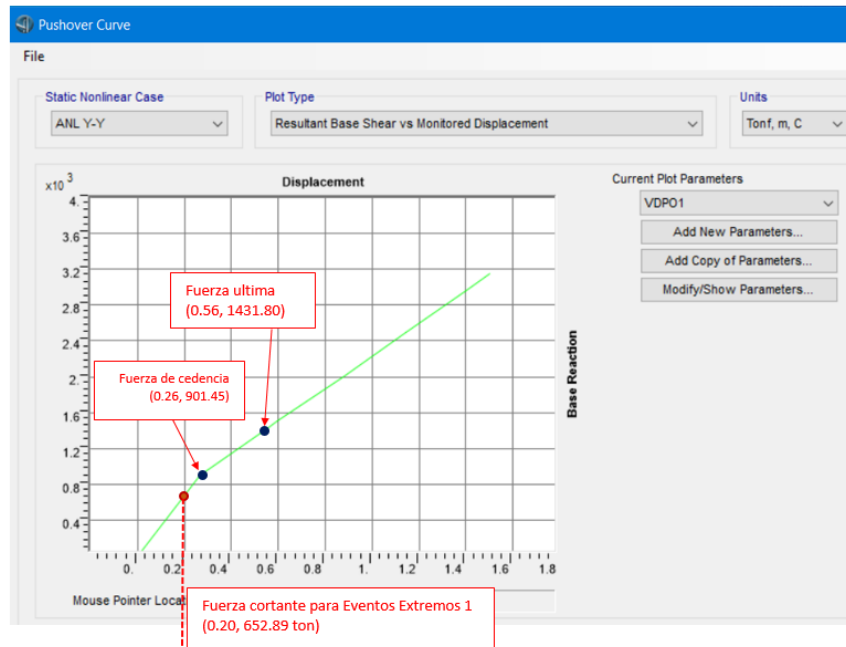 Pushover Curve
File
Static Nonlinear Case
Plot Type
Units
ANL Y-Y
Resultant Base Shear vs Monitored Displacement
Tonf, m, C
x10 3
Displacement
Current Plot Parameters
VDPO1
Add New Parameters...
Add Copy of Parameters...
Modify/Show Parameters...
4.
3.6
3.2
2.8
2.4
2.
1.6
1.2
0.8
0.4
Fuerza ultima
(0.56, 1431.80)
Fuerza de cedencia
(0.26, 901.45)
Base Reaction
0.
0.2
0.4
0.6
0.8
1.
1.2
1.4
1.6
1.8
Mouse Pointer Locat
Fuerza cortante para Eventos Extremos 1
(0.20, 652.89 ton)